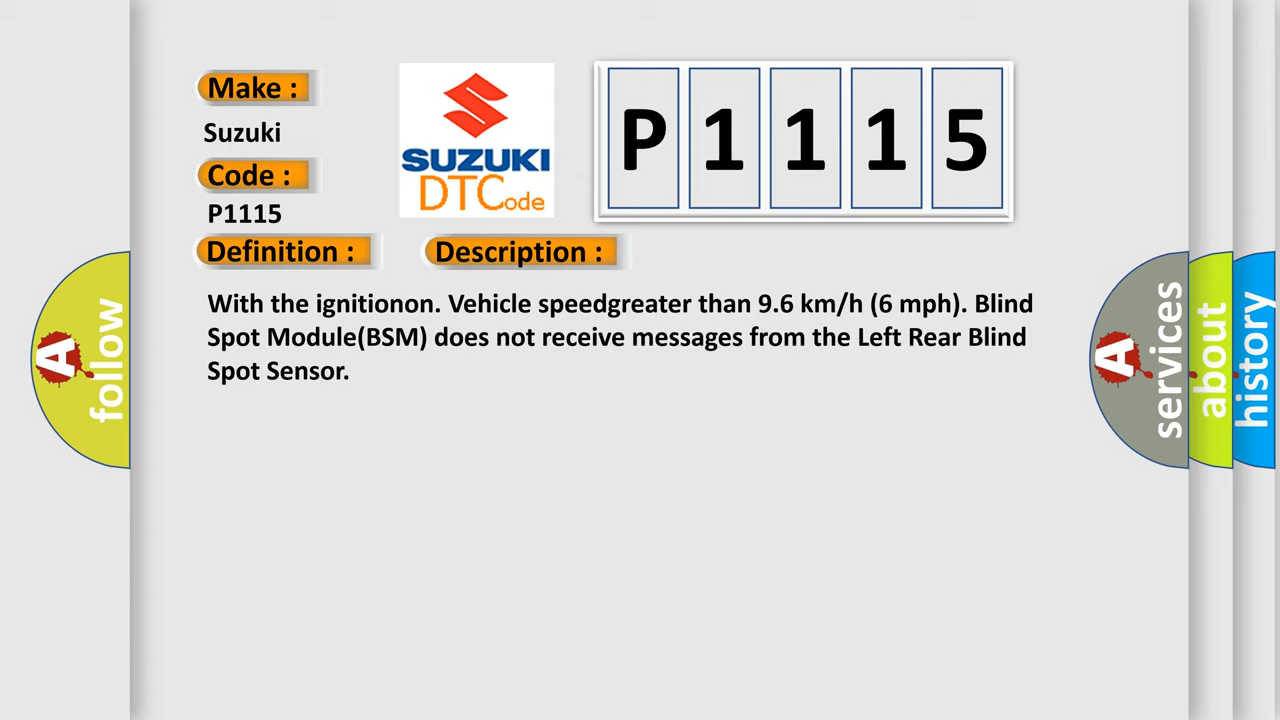 Make :
Suzuki
Code :
P1115
SUZUKI
DTCode
P 1 1 1 5
Definition :
Description :
With the ignitionon. Vehicle speedgreater than 9.6 km/h (6 mph). Blind
Spot Module(BSM) does not receive messages from the Left Rear Blind
Spot Sensor.
A follow
A services
about
history